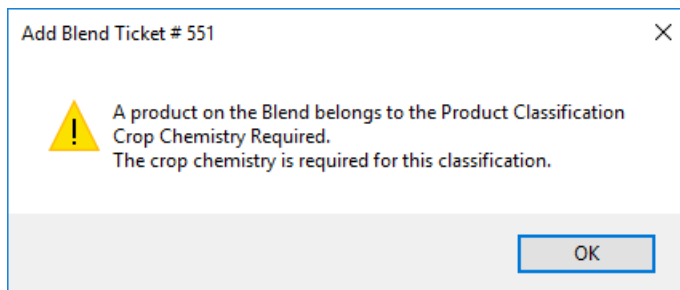 Add Blend Ticket # 551
A product on the Blend belongs to the Product Classification
Crop Chemistry Required.
The crop chemistry is required for this classification.
OK